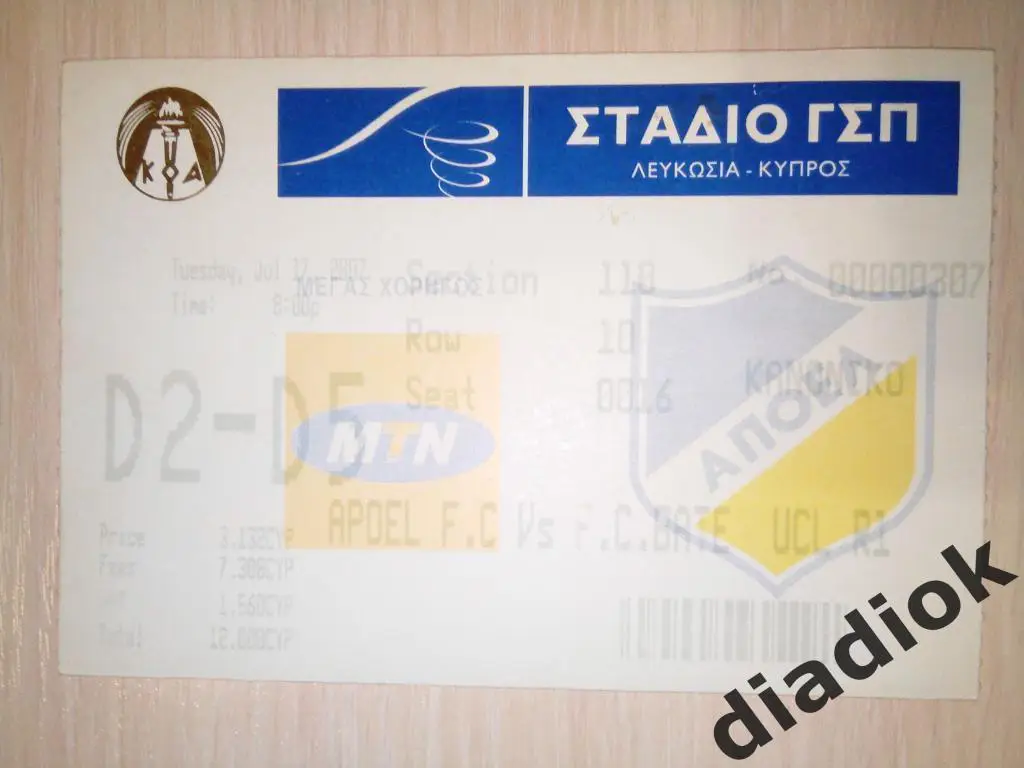 ΚΟΑ
ΣΤΑΔΙΟ ΓΣΠ
ΛΕΥΚΩΣΙΑ - ΚΥΠΡΟΣ
Tuesday, Jul 17, 2007
Time: 8:00p
ΜΕΓΑΣ ΧΟΡΗΓΟΣ
Section 110 No 00000307
Row 10
Seat 0016 ΚΑΝΟΝΙΚΟ
D2-D5
MTN
ΑΠΟΕΛ
APOEL F.C Vs F.C.BATE UCL R1
Price 3.132CYP
7.308CYP
1.560CYP
Total 12.000CYP
diadiok